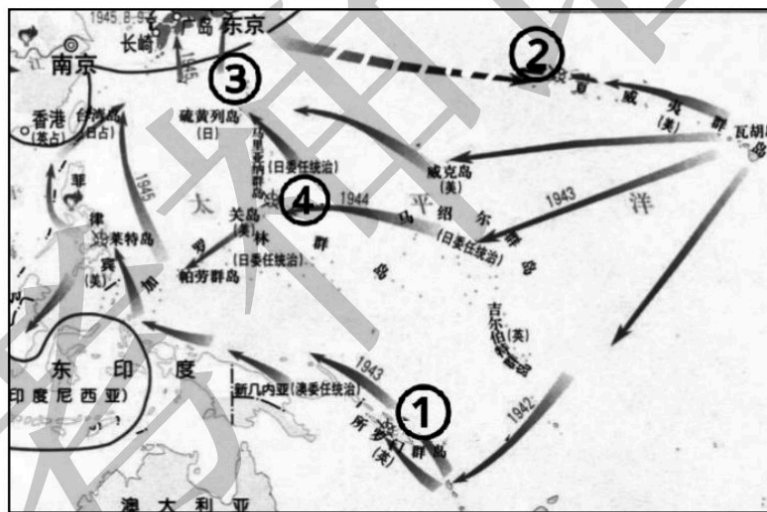 1945.8.9
广岛
东京
长崎
②
南京
江
1945
③
夏威夷群岛
(美)
瓦胡岛
香港
(英占)
台湾岛
(日占)
硫黄列岛
(日)
马里亚纳群岛
(日委任统治)
威克岛
(美)
菲律宾
(美)
1945
太平洋
④
1944
1943
关岛
(美)
马绍尔群岛
(日委任统治)
莱特岛
加罗林群岛
(日委任统治)
帕劳群岛
吉尔伯特群岛
(英)
东印度
印度尼西亚)
新几内亚(澳委任统治)
1943
①
1942
所罗门群岛
(英)
澳大利亚